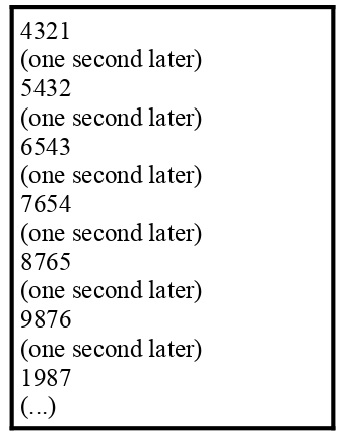 4321
(one second later)
5432
(one second later)
6543
(one second later)
7654
(one second later)
8765
(one second later)
9876
(one second later)
1987
(...)